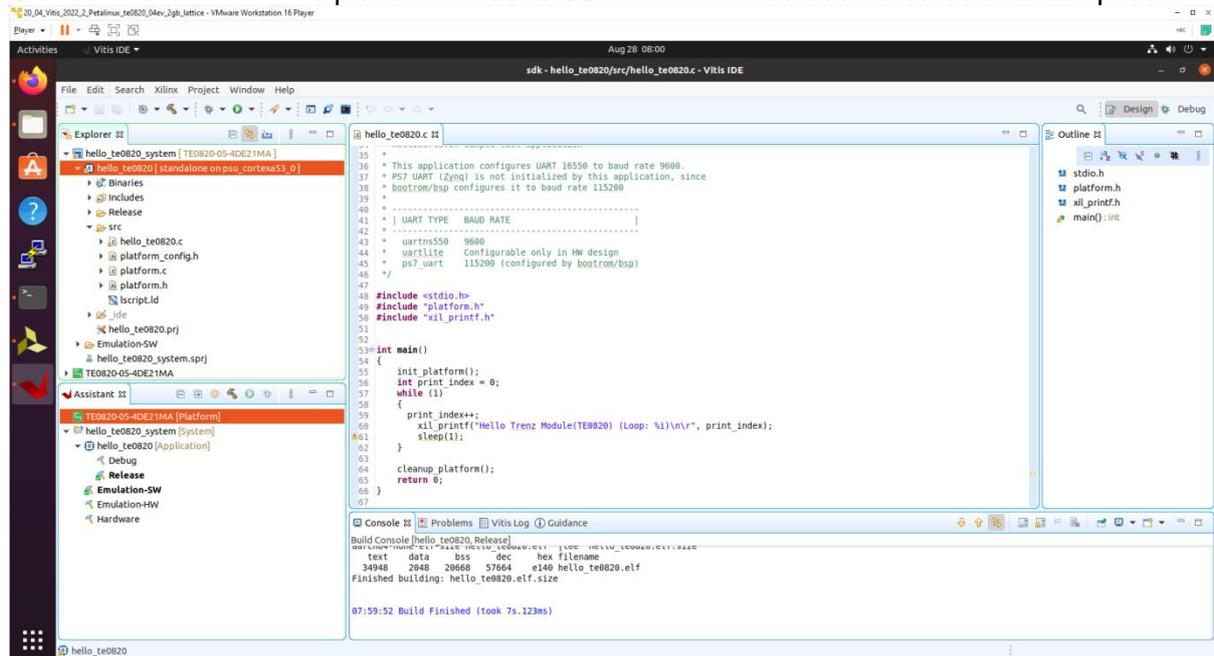 20_04_Vitis_2022_2_Petalinux_te0820_04ev_2gb_lattice - VMware Workstation 16 Player
Player
Activities Vitis IDE Aug 28 08:00
sdk - hello_te0820/src/hello_te0820.c - Vitis IDE
File Edit Search Xilinx Project Window Help
Design Debug
Explorer
hello_te0820_system [ TE0820-05-4DE21MA ]
hello_te0820 [ standalone on psu_cortexa53_0 ]
Binaries
Includes
Release
src
hello_te0820.c
platform_config.h
platform.c
platform.h
lscript.ld
_ide
hello_te0820.prj
Emulation-SW
hello_te0820_system.sprj
TE0820-05-4DE21MA
Assistant
TE0820-05-4DE21MA [Platform]
hello_te0820_system [System]
hello_te0820 [Application]
Debug
Release
Emulation-SW
Emulation-HW
Hardware
hello_te0820.c
35 *
36 * This application configures UART 16550 to baud rate 9600.
37 * PS7 UART (Zynq) is not initialized by this application, since
38 * bootrom/bsp configures it to baud rate 115200
39 *
40 * ------------------------------------------------
41 * | UART TYPE   BAUD RATE                        |
42 * ------------------------------------------------
43 *   uartns550   9600
44 *   uartlite    Configurable only in HW design
45 *   ps7_uart    115200 (configured by bootrom/bsp)
46 */
47
48 #include <stdio.h>
49 #include "platform.h"
50 #include "xil_printf.h"
51
52
53 int main()
54 {
55 init_platform();
56 int print_index = 0;
57 while (1)
58 {
59 print_index++;
60 xil_printf("Hello Trenz Module(TE0820) (Loop: %i)\n\r", print_index);
61 sleep(1);
62 }
63
64 cleanup_platform();
65 return 0;
66 }
67
Outline
stdio.h
platform.h
xil_printf.h
main() : int
Console Problems Vitis Log Guidance
Build Console [hello_te0820, Release]
text data bss dec hex filename
34948 2048 20668 57664 e140 hello_te0820.elf
Finished building: hello_te0820.elf.size
07:59:52 Build Finished (took 7s.123ms)
hello_te0820